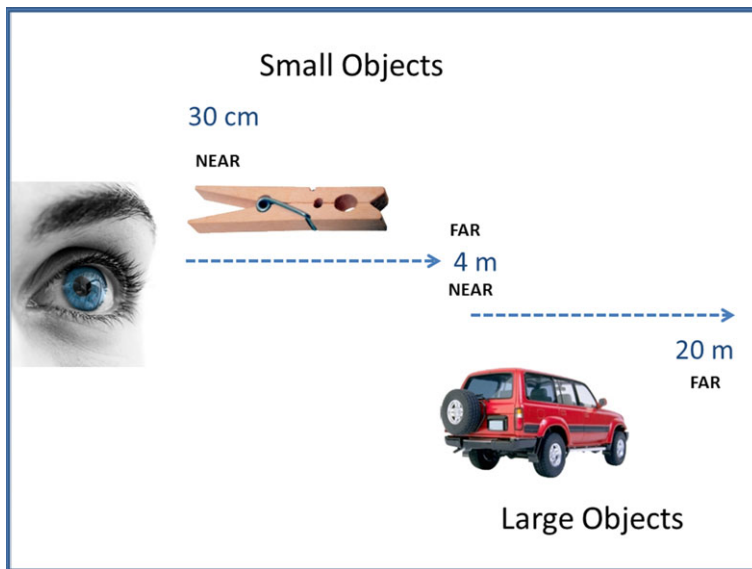 Small Objects
30 cm
NEAR
FAR
4 m
NEAR
20 m
FAR
Large Objects